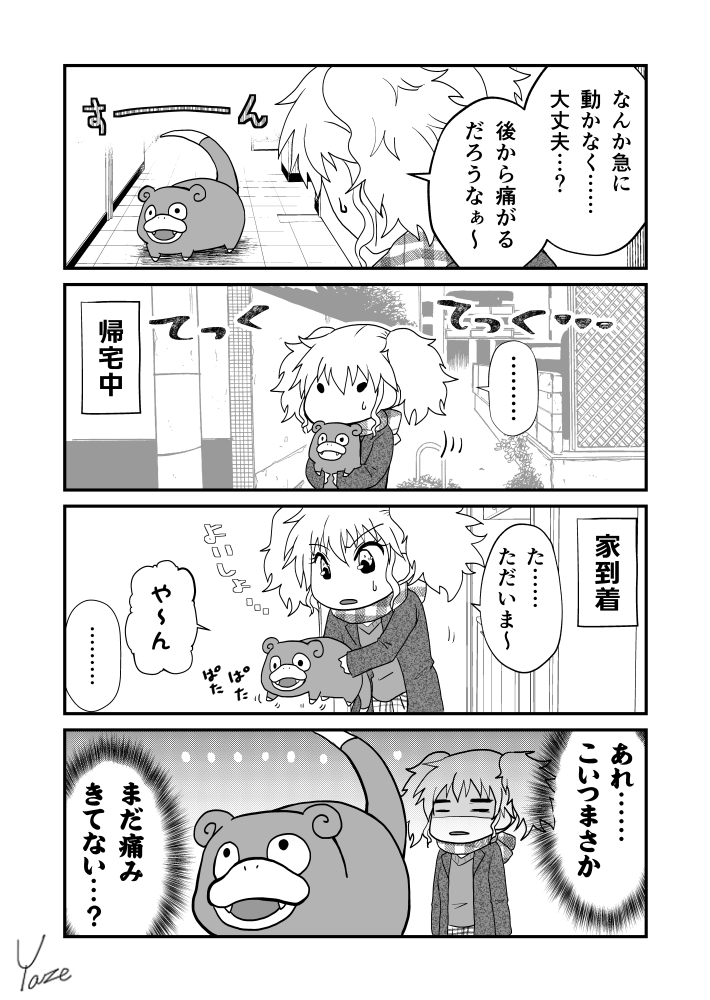 なんか急に
動かなく……
大丈夫…？
後から痛がる
だろうなぁ～
すーーーん
帰宅中
てっく
てっく…
………
家到着
た……
ただいま～
よいしょ…
や～ん
ぱた
ぱた
………
あれ……
こいつまさか
まだ痛み
きてない…？
Yaze